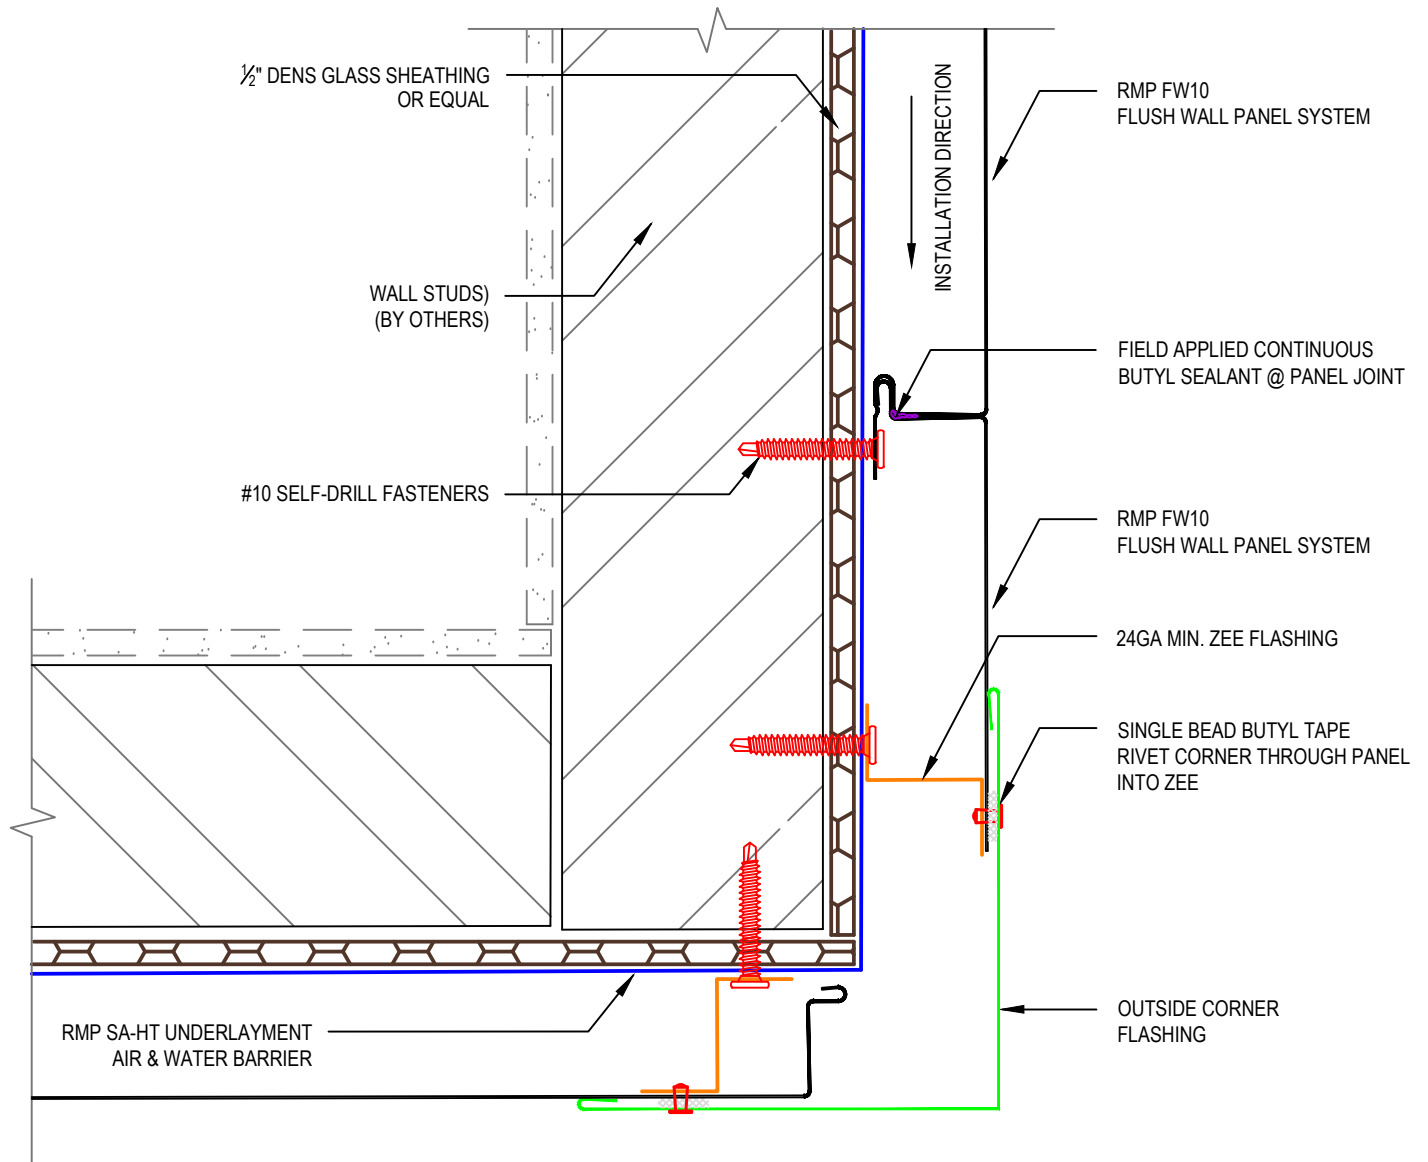 ½" DENS GLASS SHEATHING
OR EQUAL
WALL STUDS)
(BY OTHERS)
#10 SELF-DRILL FASTENERS
RMP SA-HT UNDERLAYMENT
AIR & WATER BARRIER
INSTALLATION DIRECTION
RMP FW10
FLUSH WALL PANEL SYSTEM
FIELD APPLIED CONTINUOUS
BUTYL SEALANT @ PANEL JOINT
RMP FW10
FLUSH WALL PANEL SYSTEM
24GA MIN. ZEE FLASHING
SINGLE BEAD BUTYL TAPE
RIVET CORNER THROUGH PANEL
INTO ZEE
OUTSIDE CORNER
FLASHING